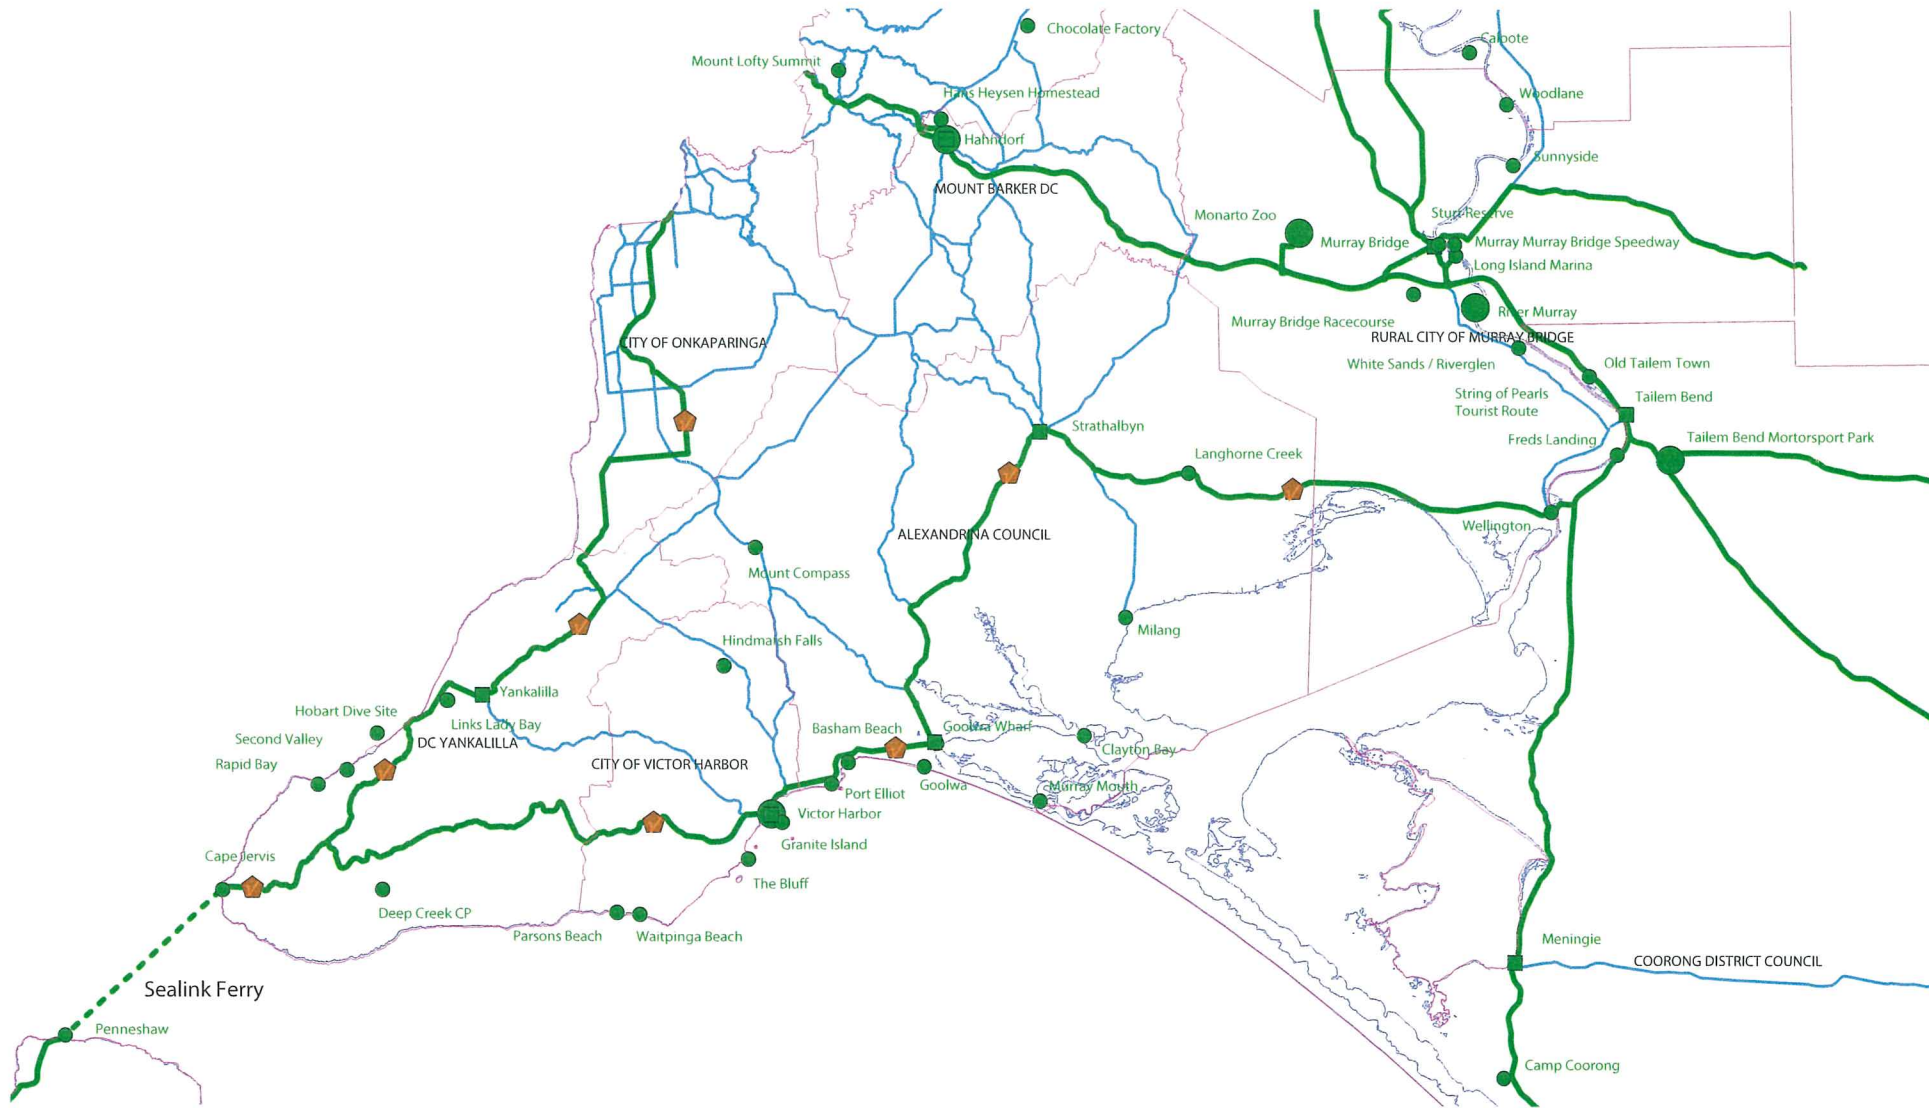 Chocolate Factory
Calpote
Mount Lofty Summit
Hans Heysen Homestead
Woodlane
Hahndorf
Sunnyside
MOUNT BARKER DC
Monarto Zoo
Sturt Reserve
Murray Bridge
Murray Murray Bridge Speedway
Long Island Marina
River Murray
Murray Bridge Racecourse
RURAL CITY OF MURRAY BRIDGE
CITY OF ONKAPARINGA
White Sands / Riverglen
Old Tailem Town
String of Pearls
Tourist Route
Tailem Bend
Strathalbyn
Freds Landing
Tailem Bend Mortorsport Park
Langhorne Creek
Wellington
ALEXANDRINA COUNCIL
Mount Compass
Milang
Hindmarsh Falls
Yankalilla
Hobart Dive Site
Links Lady Bay
Basham Beach
Goolwa Wharf
Second Valley
DC YANKALILLA
Clayton Bay
Rapid Bay
CITY OF VICTOR HARBOR
Goolwa
Murray Mouth
Port Elliot
Victor Harbor
Granite Island
Cape Jervis
The Bluff
Deep Creek CP
Parsons Beach
Waitpinga Beach
Meningie
COORONG DISTRICT COUNCIL
Sealink Ferry
Penneshaw
Camp Coorong